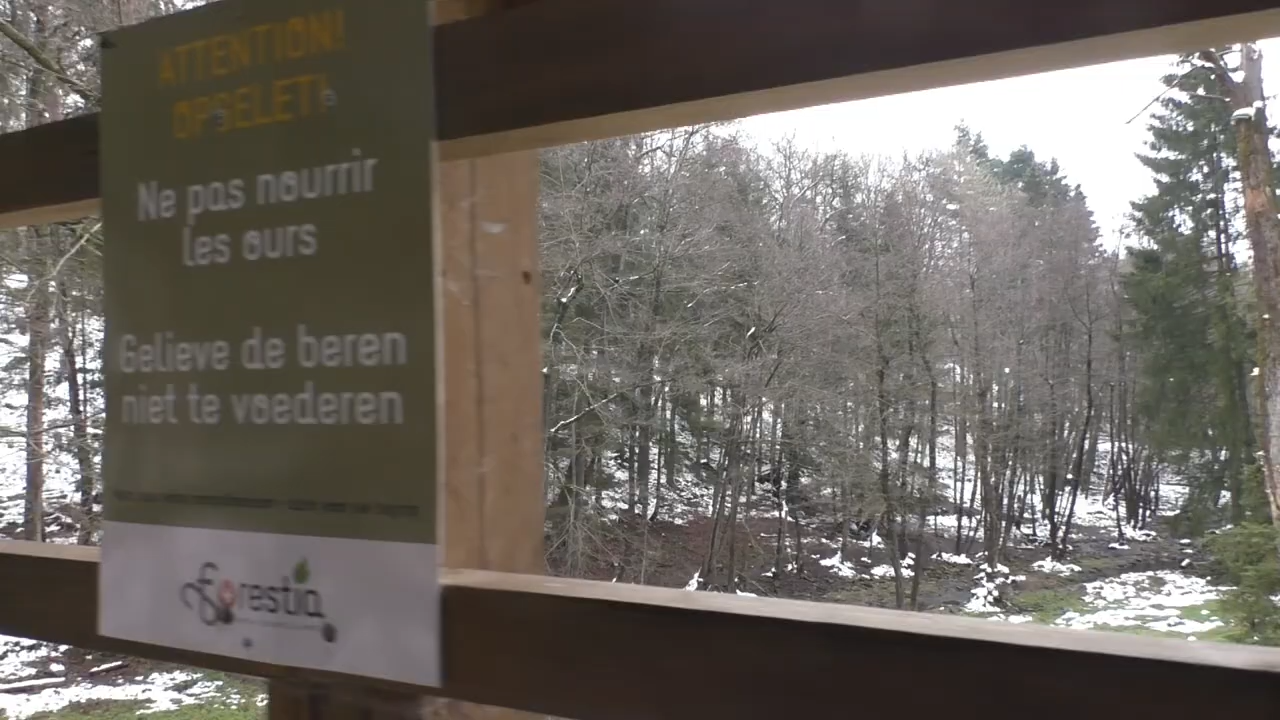 ATTENTION!
OPGELET!
Ne pas nourrir
les ours
Gelieve de beren
niet te voederen
Forestia